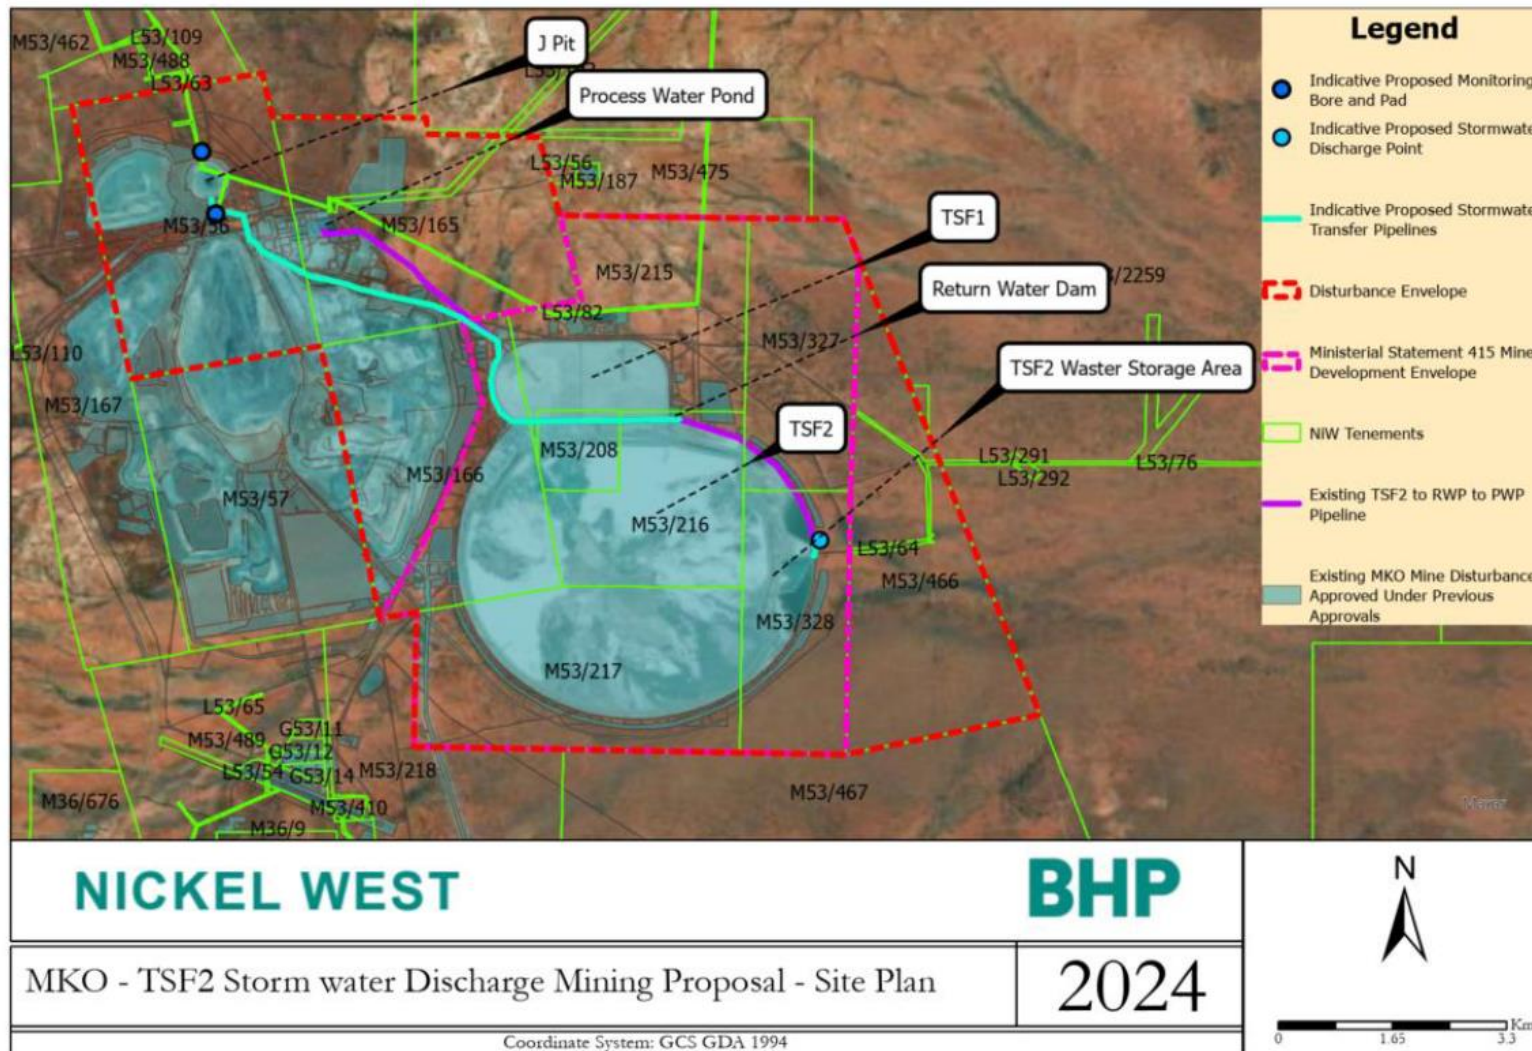 M53/462
L53/109
M53/488
L53/63
J Pit
Process Water Pond
L53/56
M53/187
M53/475
M53/56
M53/165
TSF1
M53/215
/2259
Return Water Dam
L53/82
M53/327
L53/110
TSF2 Waster Storage Area
M53/167
TSF2
M53/208
L53/291
L53/76
M53/166
L53/292
M53/57
M53/216
L53/64
M53/466
M53/328
M53/217
L53/65
G53/11
M53/489
G53/12
L53/54
G53/14
M53/218
M36/676
M53/410
M53/467
M36/9
Legend
Indicative Proposed Monitoring
Bore and Pad
Indicative Proposed Stormwate
Discharge Point
Indicative Proposed Stormwate
Transfer Pipelines
Disturbance Envelope
Ministerial Statement 415 Mine
Development Envelope
NiW Tenements
Existing TSF2 to RWP to PWP
Pipeline
Existing MKO Mine Disturbance
Approved Under Previous
Approvals
NICKEL WEST
BHP
N
MKO - TSF2 Storm water Discharge Mining Proposal - Site Plan
2024
Km
0 1.65 3.3
Coordinate System: GCS GDA 1994